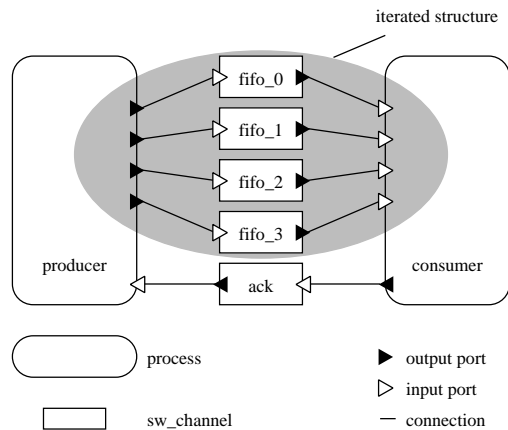 iterated structure
fifo_0
fifo_1
fifo_2
fifo_3
producer
consumer
ack
process
output port
input port
sw_channel
connection